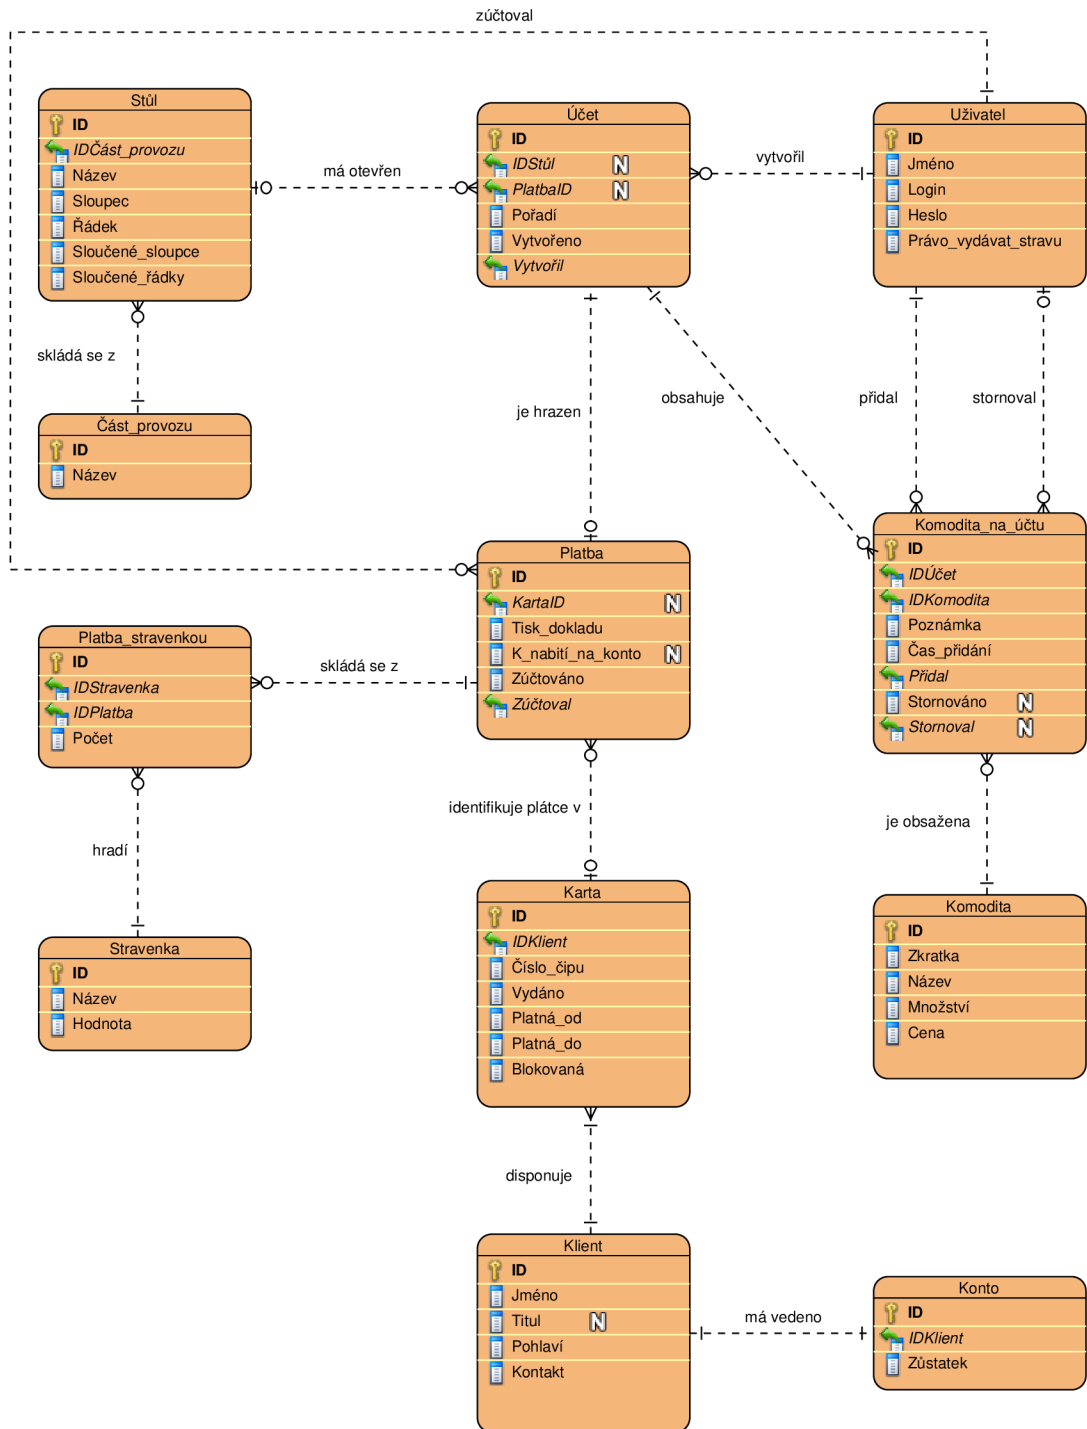 zúčtoval
Stůl
ID
IDČást_provozu
Název
Sloupec
Řádek
Sloučené_sloupce
Sloučené_řádky
má otevřen
Účet
ID
IDStůl N
PlatbaID N
Pořadí
Vytvořeno
Vytvořil
vytvořil
Uživatel
ID
Jméno
Login
Heslo
Právo_vydávat_stravu
skládá se z
Část_provozu
ID
Název
je hrazen
obsahuje
přidal
stornoval
Platba
ID
KartaID N
Tisk_dokladu
K_nabití_na_konto N
Zúčtováno
Zúčtoval
Komodita_na_účtu
ID
IDÚčet
IDKomodita
Poznámka
Čas_přidání
Přidal
Stornováno N
Stornoval N
Platba_stravenkou
ID
IDStravenka
IDPlatba
Počet
skládá se z
identifikuje plátce v
je obsažena
hradí
Stravenka
ID
Název
Hodnota
Karta
ID
IDKlient
Číslo_čipu
Vydáno
Platná_od
Platná_do
Blokovaná
Komodita
ID
Zkratka
Název
Množství
Cena
disponuje
Klient
ID
Jméno
Titul N
Pohlaví
Kontakt
má vedeno
Konto
ID
IDKlient
Zůstatek